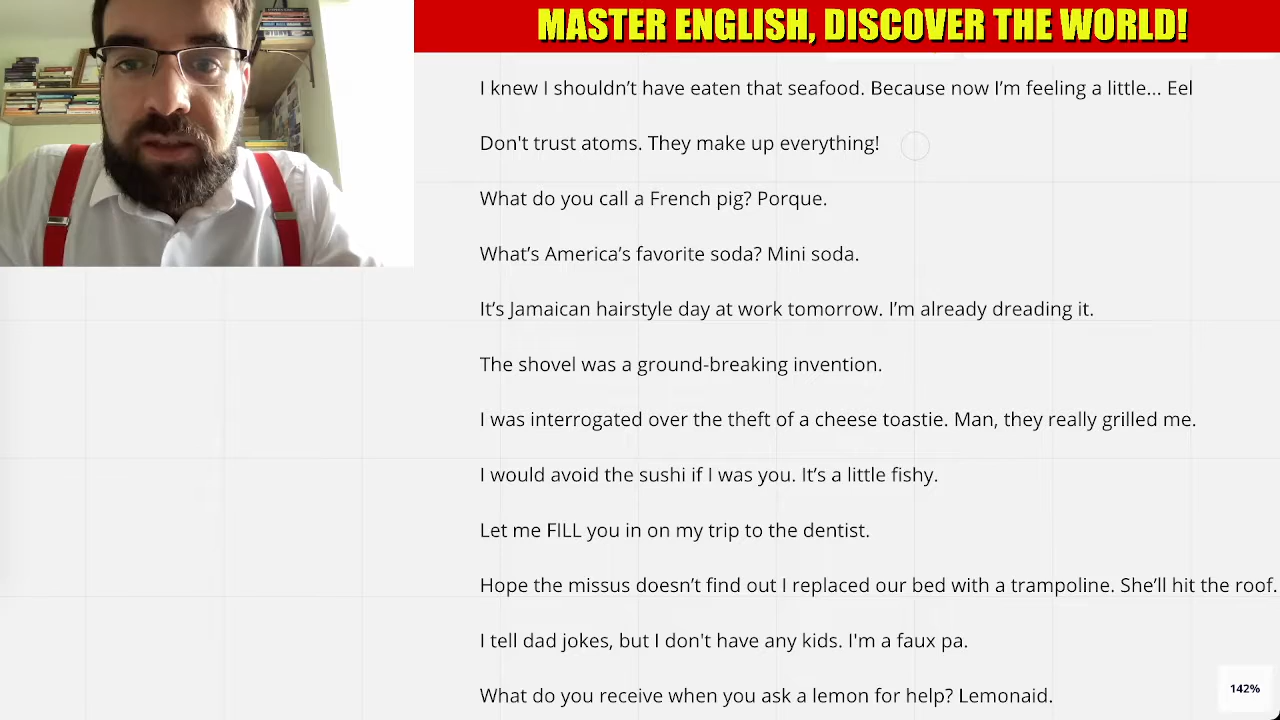 MASTER ENGLISH, DISCOVER THE WORLD!
I knew I shouldn’t have eaten that seafood. Because now I’m feeling a little... Eel
Don't trust atoms. They make up everything!
What do you call a French pig? Porque.
What’s America’s favorite soda? Mini soda.
It’s Jamaican hairstyle day at work tomorrow. I’m already dreading it.
The shovel was a ground-breaking invention.
I was interrogated over the theft of a cheese toastie. Man, they really grilled me.
I would avoid the sushi if I was you. It’s a little fishy.
Let me FILL you in on my trip to the dentist.
Hope the missus doesn’t find out I replaced our bed with a trampoline. She’ll hit the roof.
I tell dad jokes, but I don't have any kids. I'm a faux pa.
What do you receive when you ask a lemon for help? Lemonaid.
142%